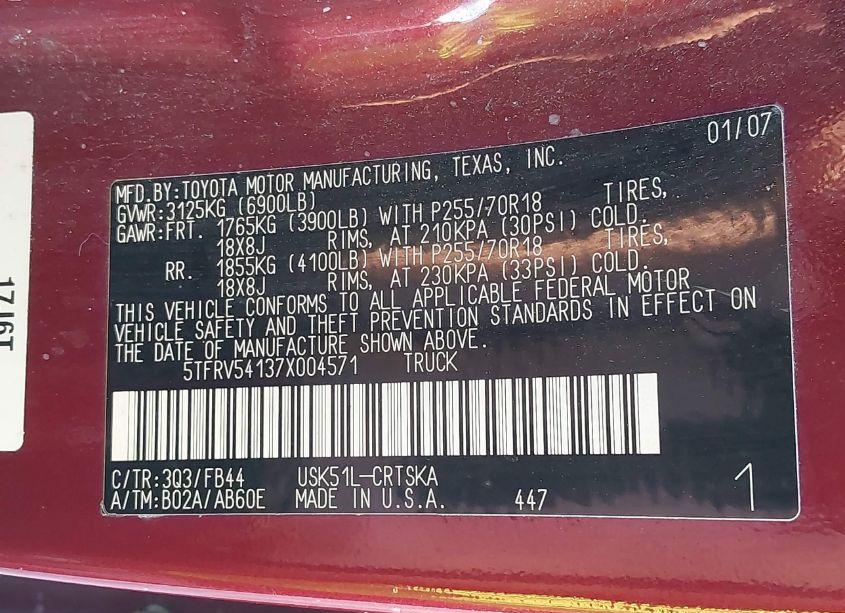 01/07
MFD.BY:TOYOTA MOTOR MANUFACTURING, TEXAS, INC.
GVWR:3125KG (6900LB)
GAWR:FRT. 1765KG (3900LB) WITH P255/70R18 TIRES,
18X8J RIMS, AT 210KPA (30PSI) COLD.
RR. 1855KG (4100LB) WITH P255/70R18 TIRES,
18X8J RIMS, AT 230KPA (33PSI) COLD.
THIS VEHICLE CONFORMS TO ALL APPLICABLE FEDERAL MOTOR
VEHICLE SAFETY AND THEFT PREVENTION STANDARDS IN EFFECT ON
THE DATE OF MANUFACTURE SHOWN ABOVE.
5TFRV54137X004571 TRUCK
C/TR:3Q3/FB44 USK51L-CRTSKA
A/TM:B02A/AB60E MADE IN U.S.A. 447 1